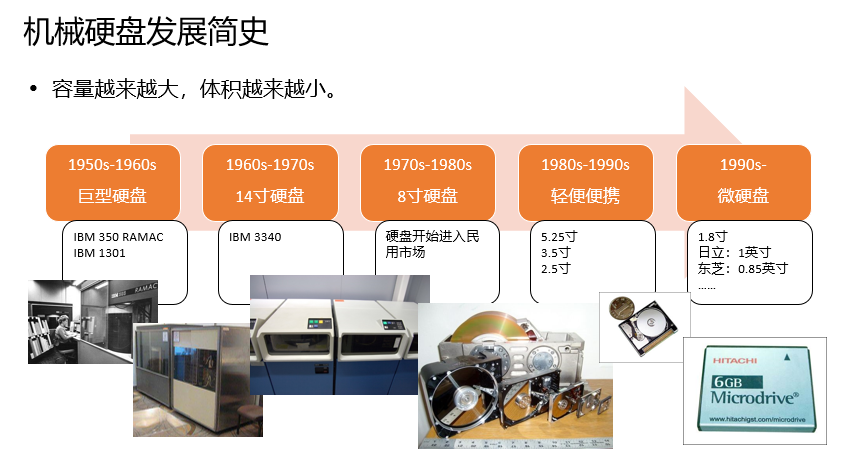 机械硬盘发展简史
• 容量越来越大，体积越来越小。
1950s-1960s
巨型硬盘
IBM 350 RAMAC
IBM 1301
1960s-1970s
14寸硬盘
IBM 3340
1970s-1980s
8寸硬盘
硬盘开始进入民
用市场
1980s-1990s
轻便便携
5.25寸
3.5寸
2.5寸
1990s-
微硬盘
1.8寸
日立：1英寸
东芝：0.85英寸
……
RAMAC
HITACHI
6GB
Microdrive®
www.hitachigst.com/microdrive